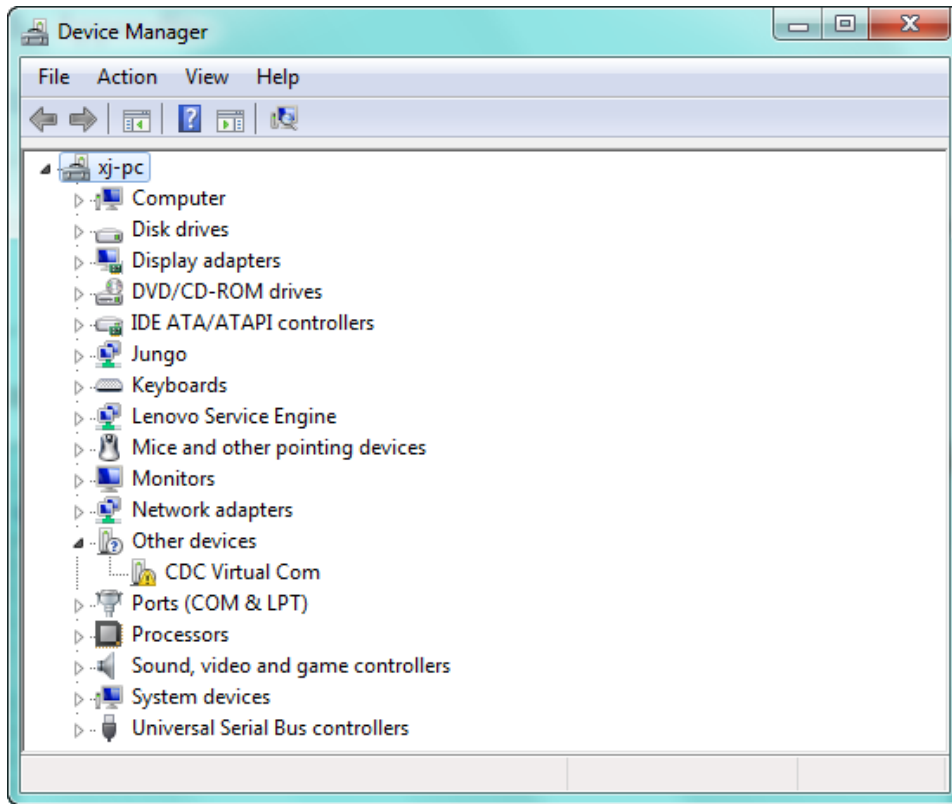 Device Manager
File Action View Help
xj-pc
Computer
Disk drives
Display adapters
DVD/CD-ROM drives
IDE ATA/ATAPI controllers
Jungo
Keyboards
Lenovo Service Engine
Mice and other pointing devices
Monitors
Network adapters
Other devices
CDC Virtual Com
Ports (COM & LPT)
Processors
Sound, video and game controllers
System devices
Universal Serial Bus controllers